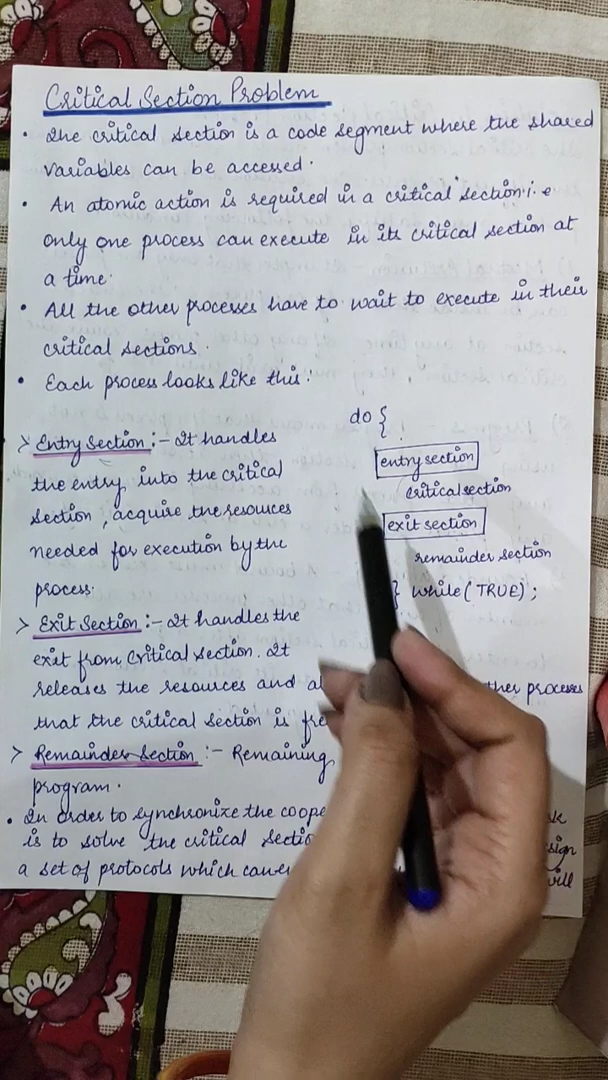 Critical Section Problem
• The critical section is a code segment where the shared
variables can be accessed.
• An atomic action is required in a critical section i.e
only one process can execute in its critical section at
a time.
• All the other processes have to wait to execute in their
critical sections.
• Each process looks like this:
> Entry Section :- It handles
the entry into the critical
section, acquire the resouces
needed for execution by the
process.
do {
entry section
critical section
exit section
remainder section
} while (TRUE);
> Exit Section :- It handles the
exit from critical section. It
releases the resources and al ther processes
that the critical section is fre
> Remainder Section :- Remaining
program.
• In order to synchronize the coope
is to solve the critical sectio sign
a set of protocols which can will